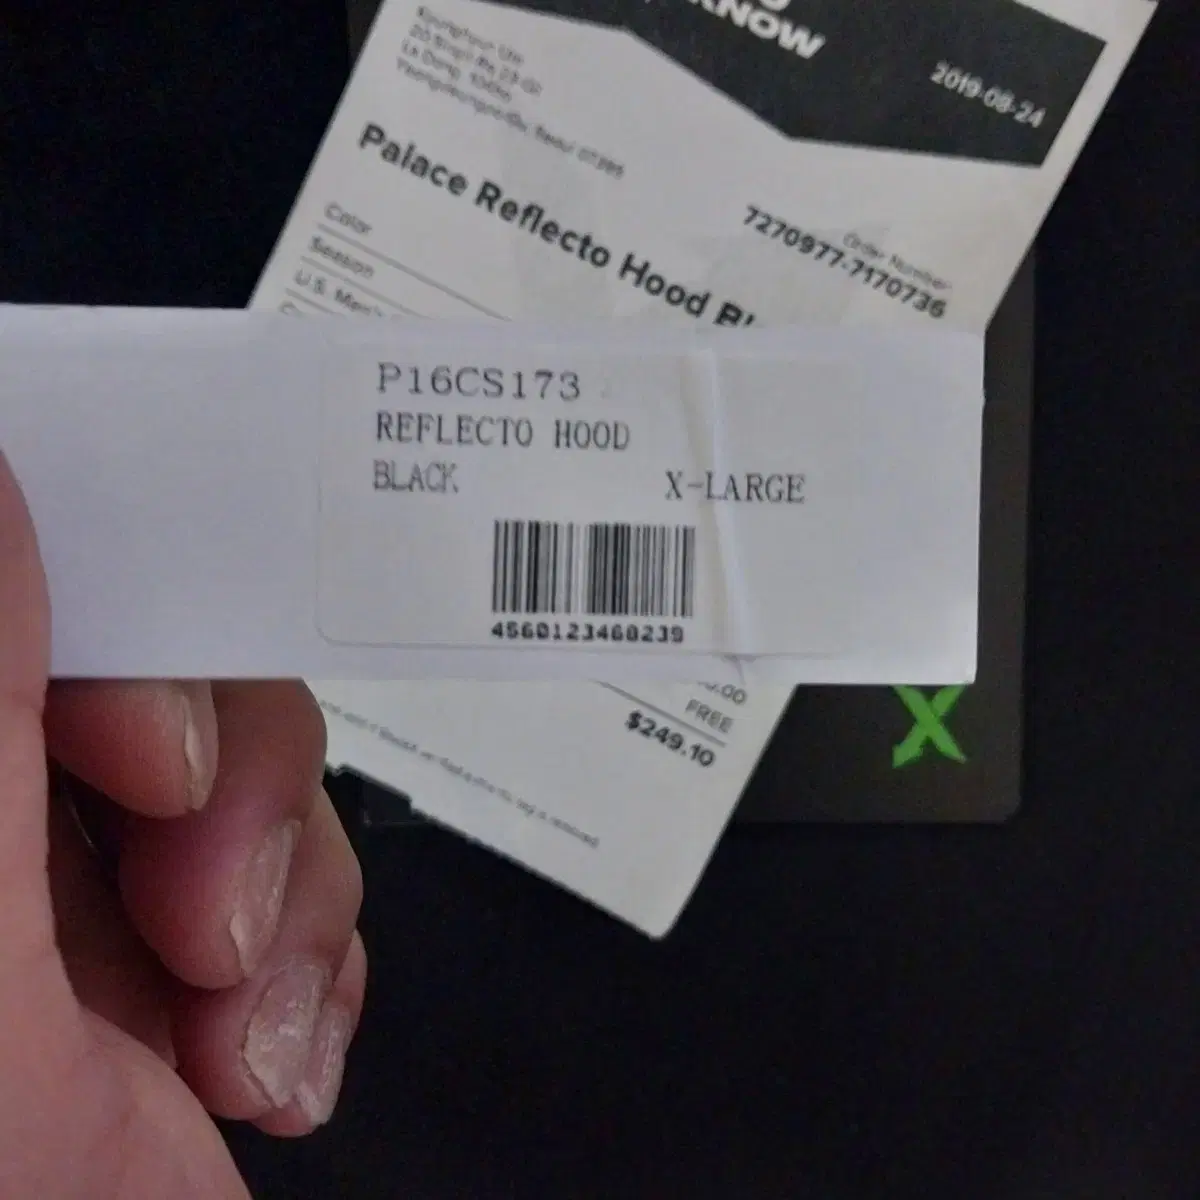 KNOW
2019-08-24
Palace Reflecto Hood Bl
Order Number
7270977-7170736
Color
Season
U.S. Men's
P16CS173
REFLECTO HOOD
BLACK X-LARGE
4560123468239
.00
FREE
$249.10
X